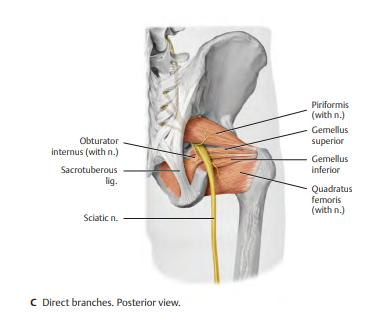 Piriformis
(with n.)
Gemellus
superior
Obturator
internus (with n.)
Gemellus
inferior
Sacrotuberous
lig.
Quadratus
femoris
(with n.)
Sciatic n.
C Direct branches. Posterior view.